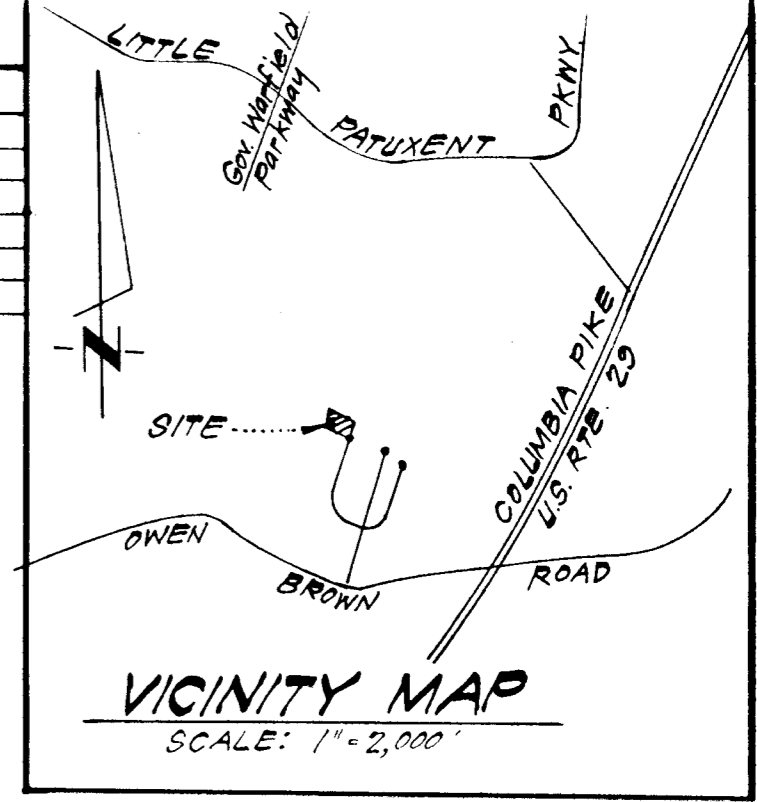 LITTLE
Gov. Warfield
Parkway
PATUXENT
PKWY.
N
COLUMBIA PIKE
U.S. RTE. 29
SITE
OWEN
BROWN
ROAD
VICINITY MAP
SCALE: 1"=2,000'